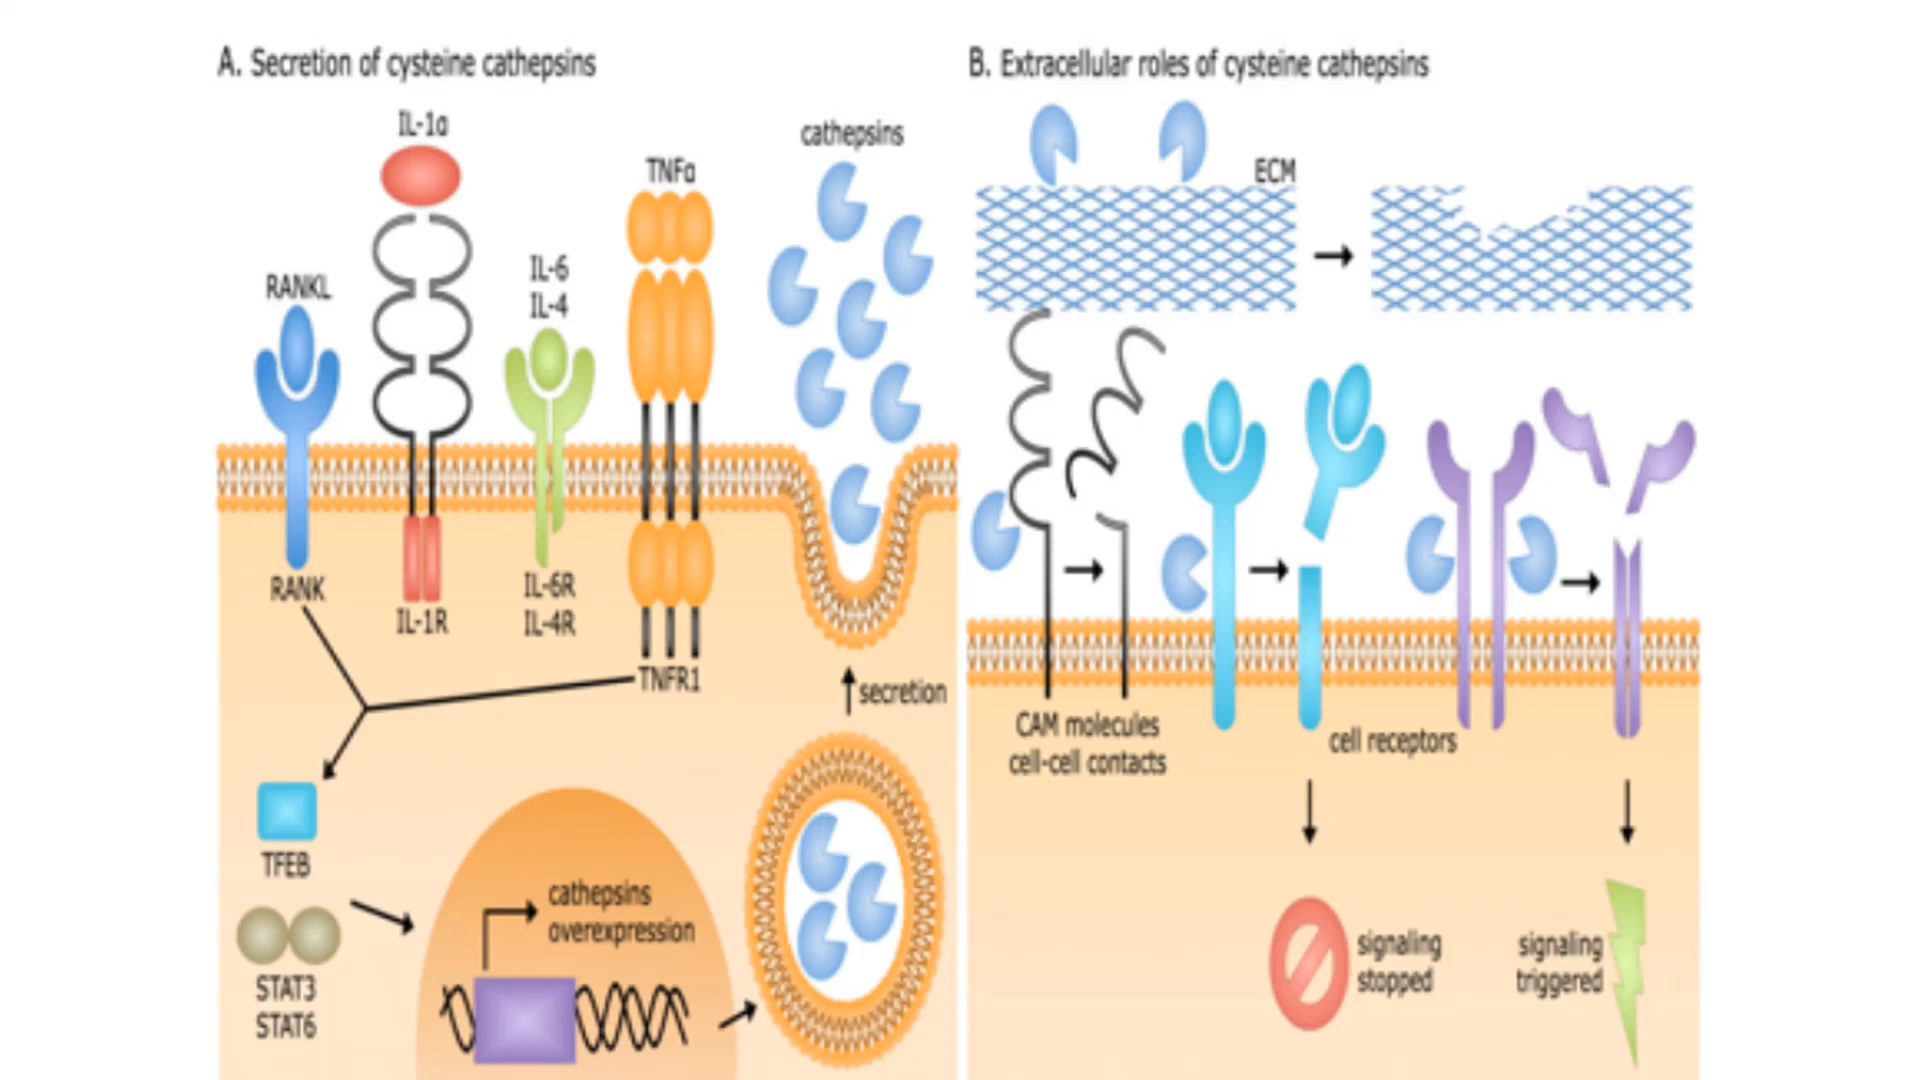 A. Secretion of cysteine cathepsins
IL-1α
TNFα
cathepsins
IL-6
IL-4
RANKL
RANK
IL-1R
IL-6R
IL-4R
TNFR1
secretion
TFEB
cathepsins
overexpression
STAT3
STAT6
B. Extracellular roles of cysteine cathepsins
ECM
CAM molecules
cell-cell contacts
cell receptors
signaling
stopped
signaling
triggered